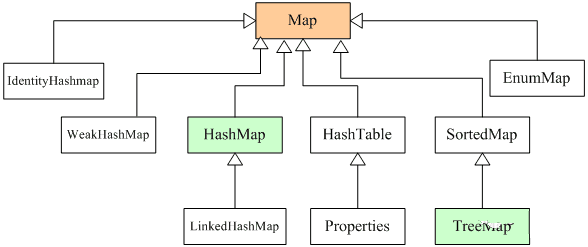 Map
IdentityHashmap
EnumMap
WeakHashMap
HashMap
HashTable
SortedMap
LinkedHashMap
Properties
TreeMap